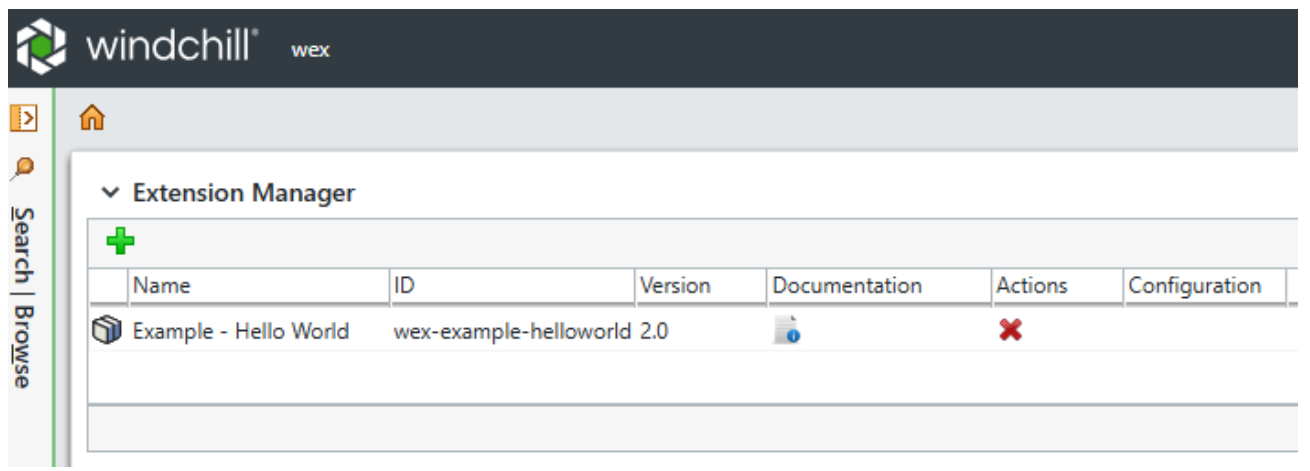 windchill® wex
Search | Browse
Extension Manager
Name ID Version Documentation Actions Configuration
Example - Hello World wex-example-helloworld 2.0